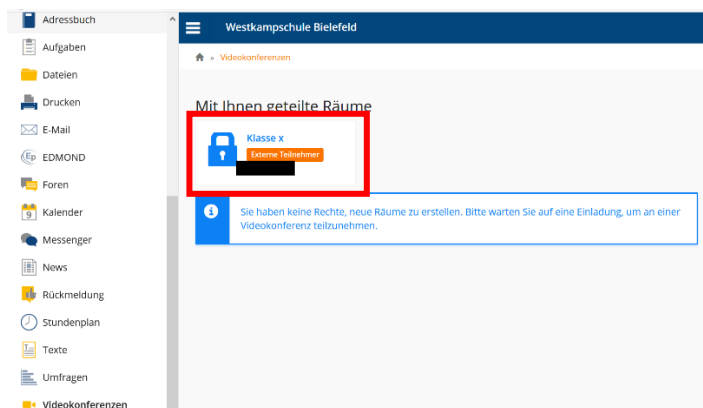 Adressbuch
Aufgaben
Dateien
Drucken
E-Mail
Ep EDMOND
Foren
9 Kalender
Messenger
News
Rückmeldung
Stundenplan
Texte
Umfragen
Videokonferenzen
Westkampschule Bielefeld
» Videokonferenzen
Mit Ihnen geteilte Räume
Klasse x
Externe Teilnehmer
Sie haben keine Rechte, neue Räume zu erstellen. Bitte warten Sie auf eine Einladung, um an einer
Videokonferenz teilzunehmen.